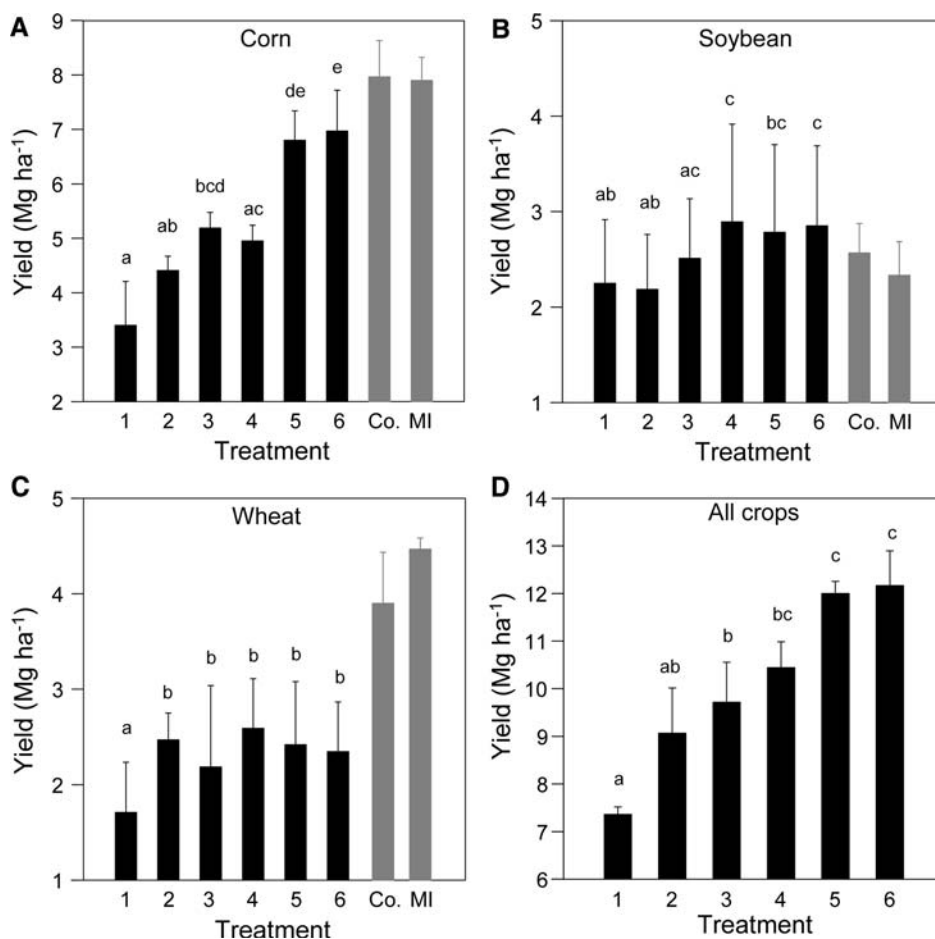 A
Corn
Yield (Mg ha⁻¹)
9
8
7
6
5
4
3
2
a
ab
bcd
ac
de
e
1 2 3 4 5 6 Co. MI
Treatment
B
Soybean
Yield (Mg ha⁻¹)
5
4
3
2
1
ab
ab
ac
c
bc
c
1 2 3 4 5 6 Co. MI
Treatment
C
Wheat
Yield (Mg ha⁻¹)
5
4
3
2
1
a
b
b
b
b
b
1 2 3 4 5 6 Co. MI
Treatment
D
All crops
Yield (Mg ha⁻¹)
14
13
12
11
10
9
8
7
6
a
ab
b
bc
c
c
1 2 3 4 5 6
Treatment